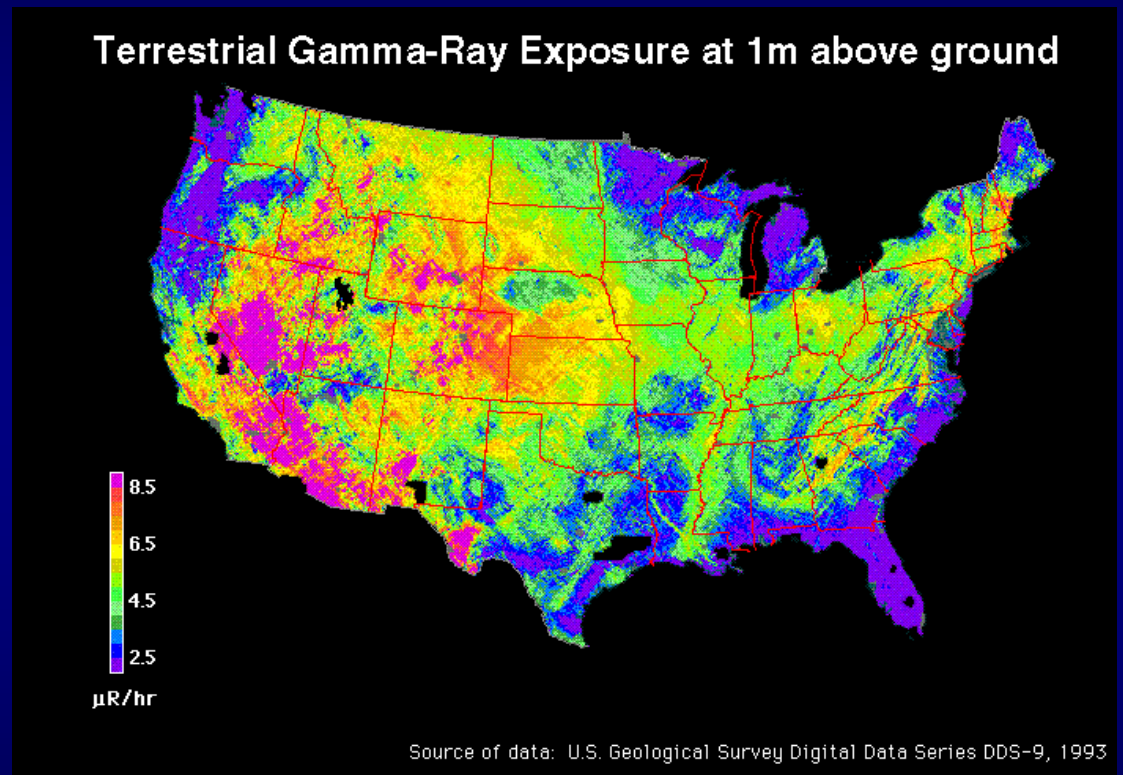 Terrestrial Gamma-Ray Exposure at 1m above ground
8.5
6.5
4.5
2.5
µR/hr
Source of data: U.S. Geological Survey Digital Data Series DDS-9, 1993